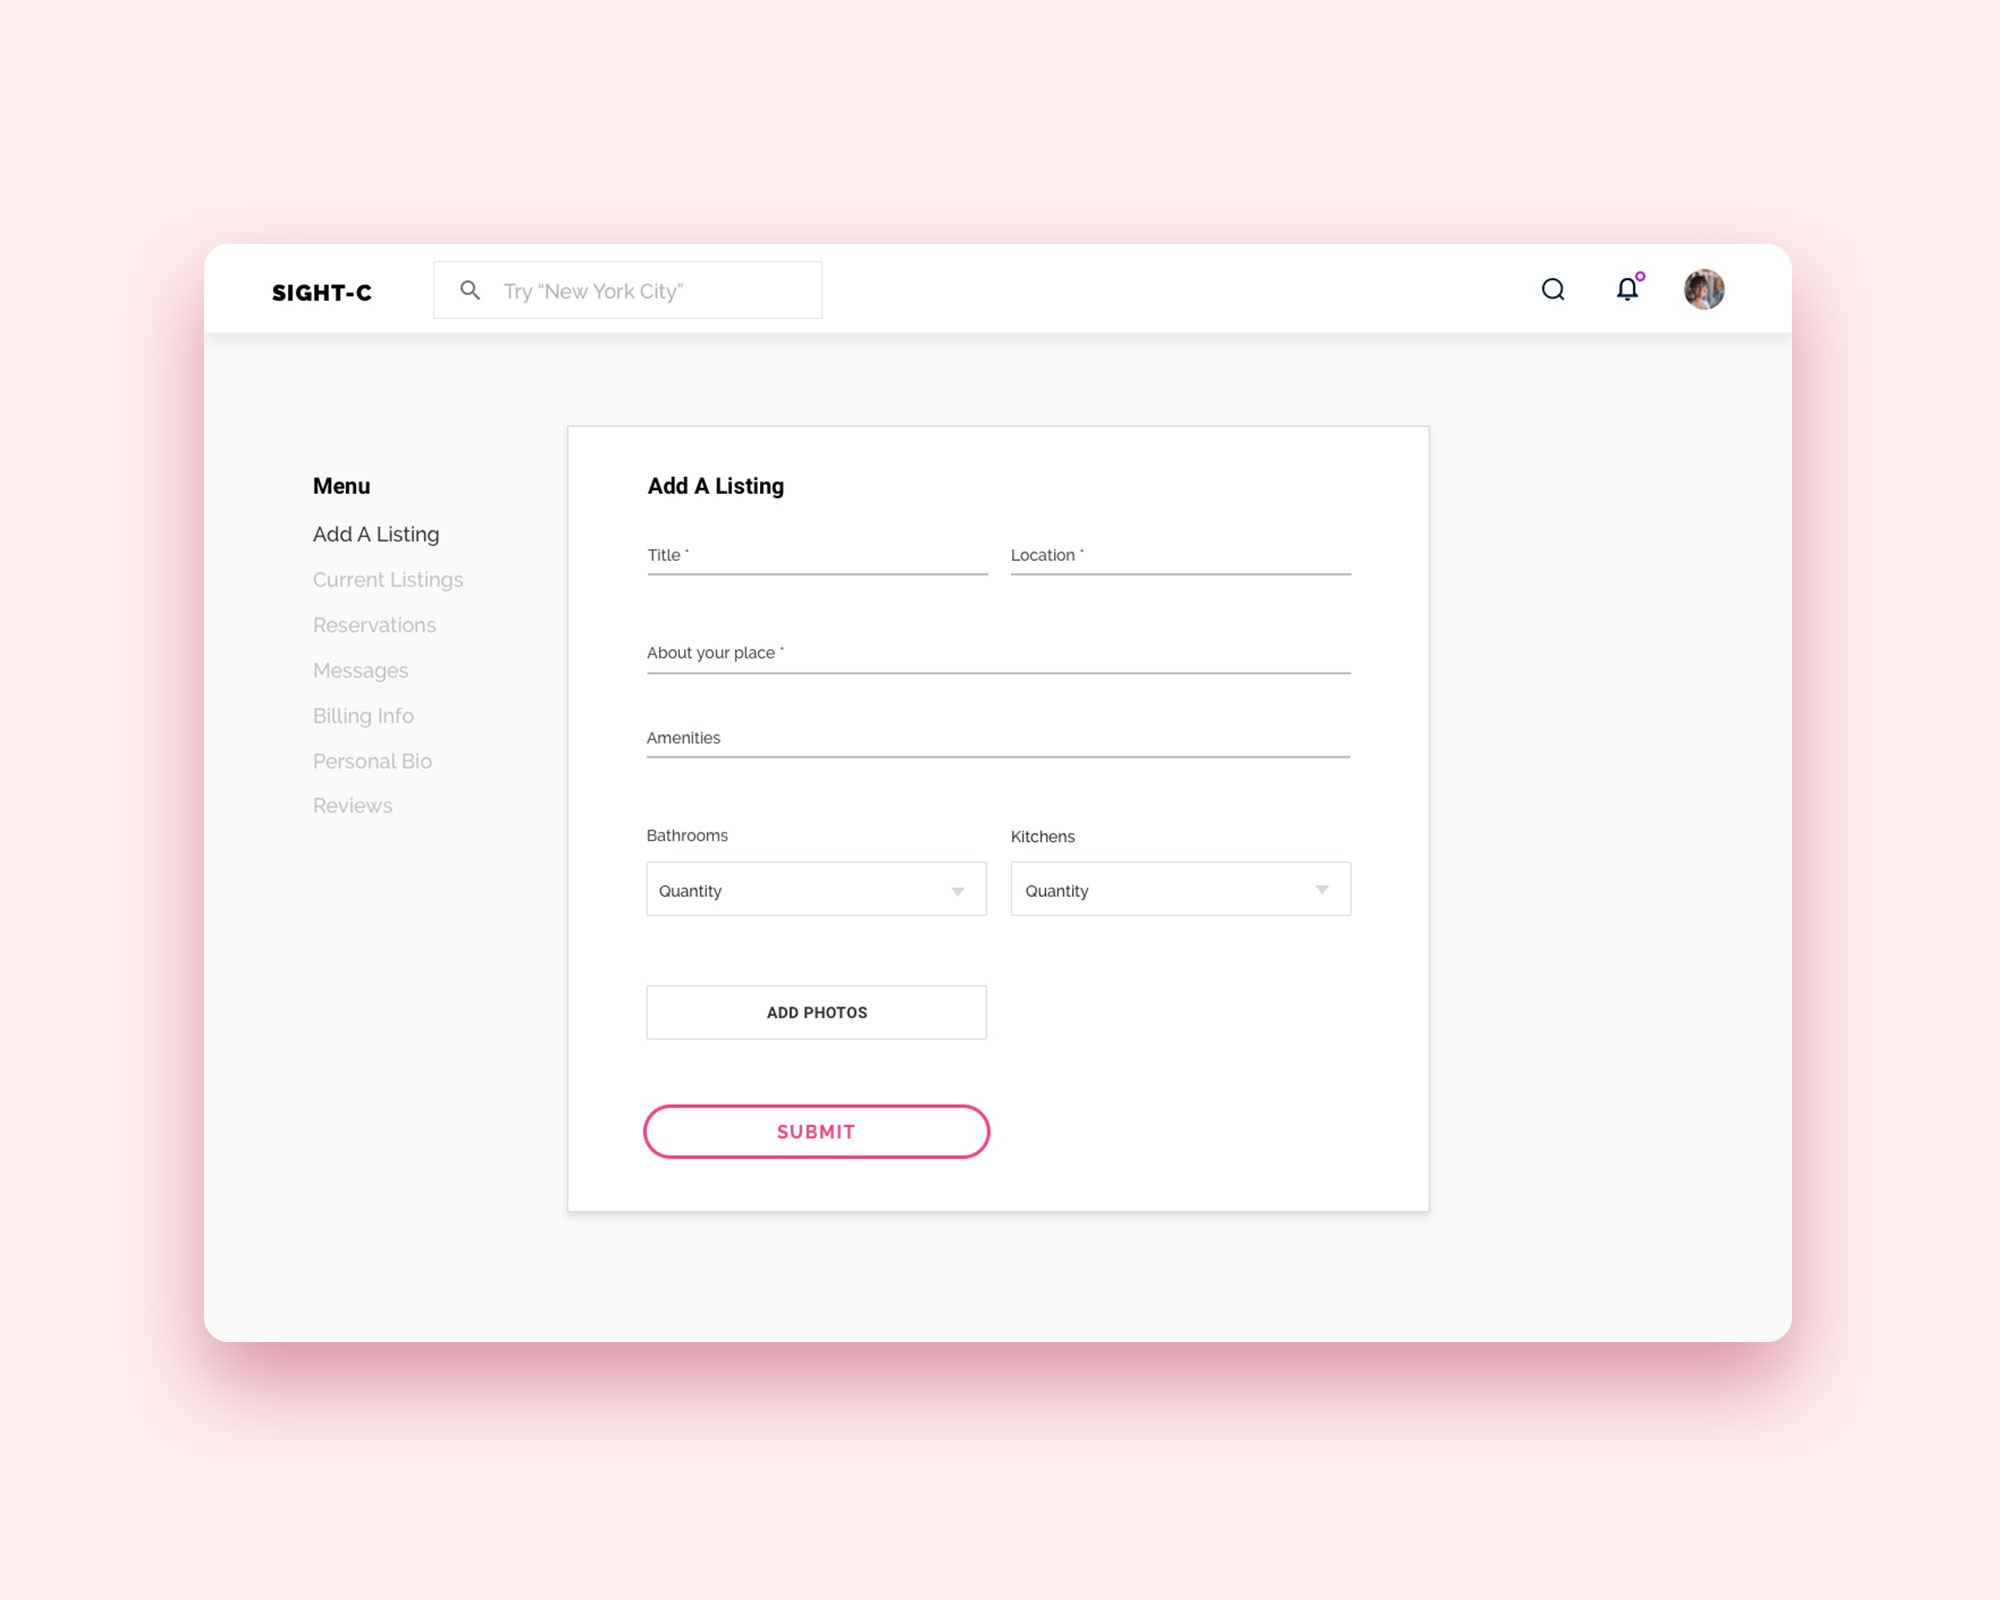 SIGHT-C
Try “New York City”
Menu
Add A Listing
Current Listings
Reservations
Messages
Billing Info
Personal Bio
Reviews
Add A Listing
Title *
Location *
About your place *
Amenities
Bathrooms
Kitchens
Quantity
Quantity
ADD PHOTOS
SUBMIT